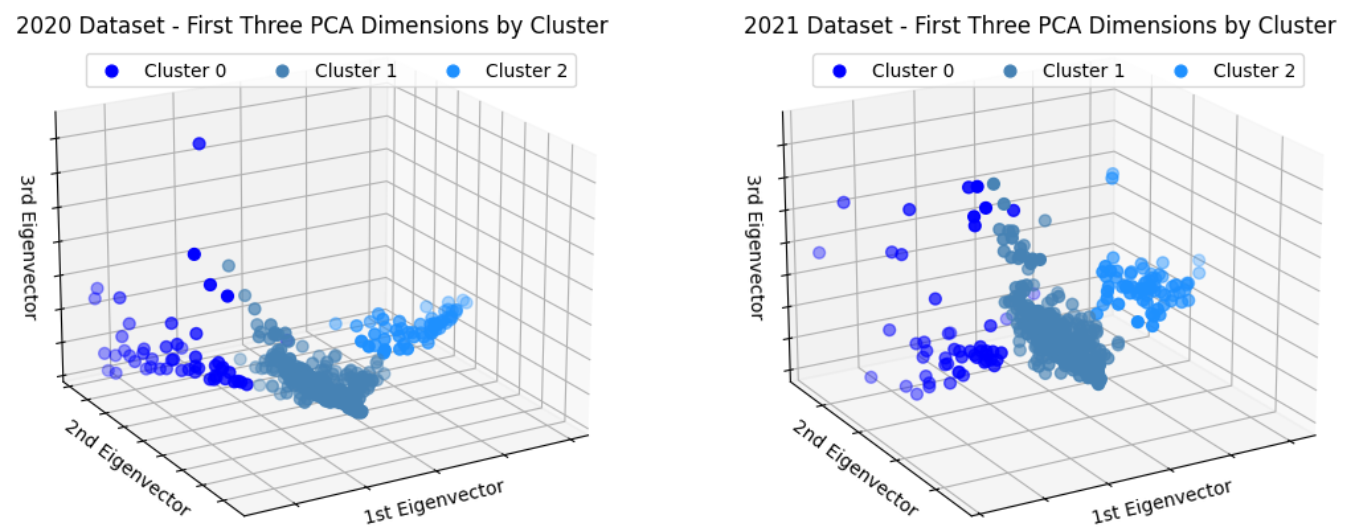 2020 Dataset - First Three PCA Dimensions by Cluster
Cluster 0 Cluster 1 Cluster 2
3rd Eigenvector
2nd Eigenvector
1st Eigenvector
2021 Dataset - First Three PCA Dimensions by Cluster
Cluster 0 Cluster 1 Cluster 2
3rd Eigenvector
2nd Eigenvector
1st Eigenvector